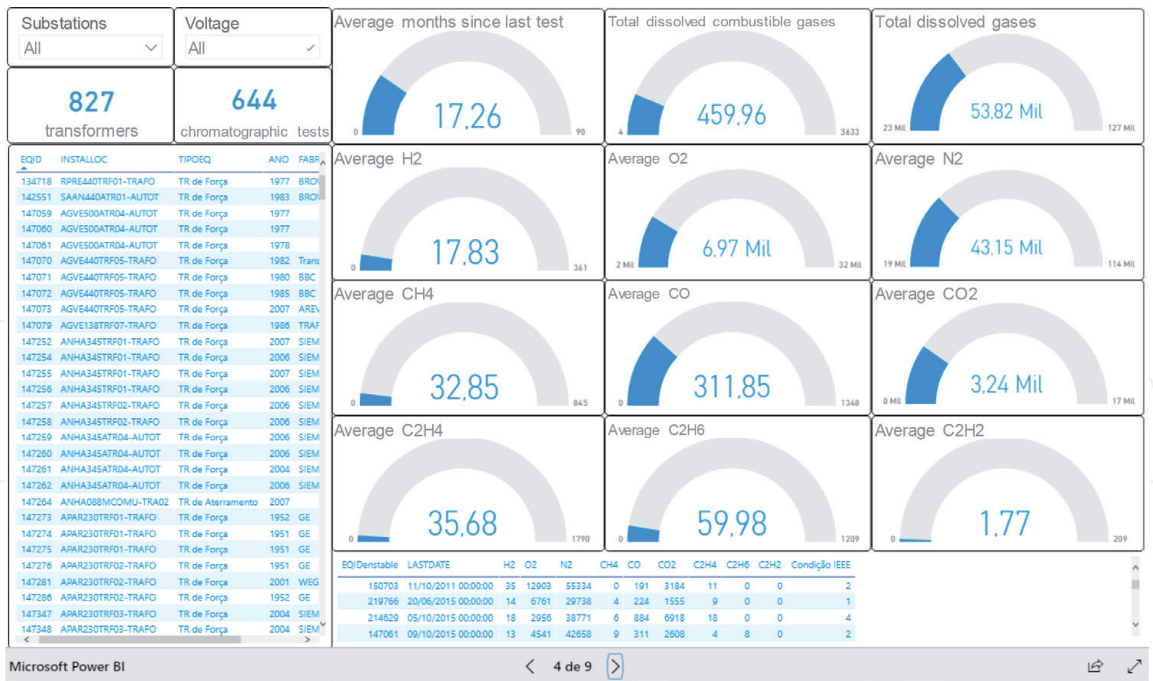 Substations
All
Voltage
All
827
transformers
644
chromatographic tests
Average months since last test
17,26
0
90
Total dissolved combustible gases
459,96
4
3633
Total dissolved gases
53,82 Mil
23 Mil
127 Mil
Average H2
17,83
0
361
Average O2
6,97 Mil
2 Mil
32 Mil
Average N2
43,15 Mil
19 Mil
114 Mil
Average CH4
32,85
0
845
Average CO
311,85
0
1348
Average CO2
3,24 Mil
0 Mil
17 Mil
Average C2H4
35,68
0
1790
Average C2H6
59,98
0
1209
Average C2H2
1,77
0
209
EQID INSTALLOC TIPOEQ ANO FABR
134718 RPRE440TRF01-TRAFO TR de Força 1977 BROV
142551 SAAN440ATR01-AUTOT TR de Força 1983 BROV
147059 AGVE500ATR04-AUTOT TR de Força 1977
147060 AGVE500ATR04-AUTOT TR de Força 1977
147061 AGVE500ATR04-AUTOT TR de Força 1978
147070 AGVE440TRF05-TRAFO TR de Força 1982 Trans
147071 AGVE440TRF05-TRAFO TR de Força 1980 BBC
147072 AGVE440TRF05-TRAFO TR de Força 1985 BBC
147073 AGVE440TRF05-TRAFO TR de Força 2007 AREV
147079 AGVE138TRF07-TRAFO TR de Força 1986 TRAF
147252 ANHA345TRF01-TRAFO TR de Força 2007 SIEM
147254 ANHA345TRF01-TRAFO TR de Força 2006 SIEM
147255 ANHA345TRF01-TRAFO TR de Força 2007 SIEM
147256 ANHA345TRF01-TRAFO TR de Força 2006 SIEM
147257 ANHA345TRF02-TRAFO TR de Força 2006 SIEM
147258 ANHA345TRF02-TRAFO TR de Força 2006 SIEM
147259 ANHA345ATR04-AUTOT TR de Força 2006 SIEM
147260 ANHA345ATR04-AUTOT TR de Força 2006 SIEM
147261 ANHA345ATR04-AUTOT TR de Força 2004 SIEM
147262 ANHA345ATR04-AUTOT TR de Força 2006 SIEM
147264 ANHA088MCOMU-TRA02 TR de Aterramento 2007
147273 APAR230TRF01-TRAFO TR de Força 1952 GE
147274 APAR230TRF01-TRAFO TR de Força 1951 GE
147275 APAR230TRF01-TRAFO TR de Força 1951 GE
147276 APAR230TRF02-TRAFO TR de Força 1951 GE
147281 APAR230TRF02-TRAFO TR de Força 2001 WEG
147286 APAR230TRF02-TRAFO TR de Força 1952 GE
147347 APAR230TRF03-TRAFO TR de Força 2004 SIEM
147348 APAR230TRF03-TRAFO TR de Força 2004 SIEM
EQIDenstable LASTDATE H2 O2 N2 CH4 CO CO2 C2H4 C2H6 C2H2 Condição IEEE
150703 11/10/2011 00:00:00 35 12903 55334 0 191 3184 11 0 0 2
219766 20/06/2015 00:00:00 14 6761 29738 4 224 1555 9 0 0 1
214629 05/10/2015 00:00:00 18 2956 38771 6 884 6918 18 0 0 4
147061 09/10/2015 00:00:00 13 4541 42658 9 311 2608 4 8 0 2
Microsoft Power BI
4 de 9